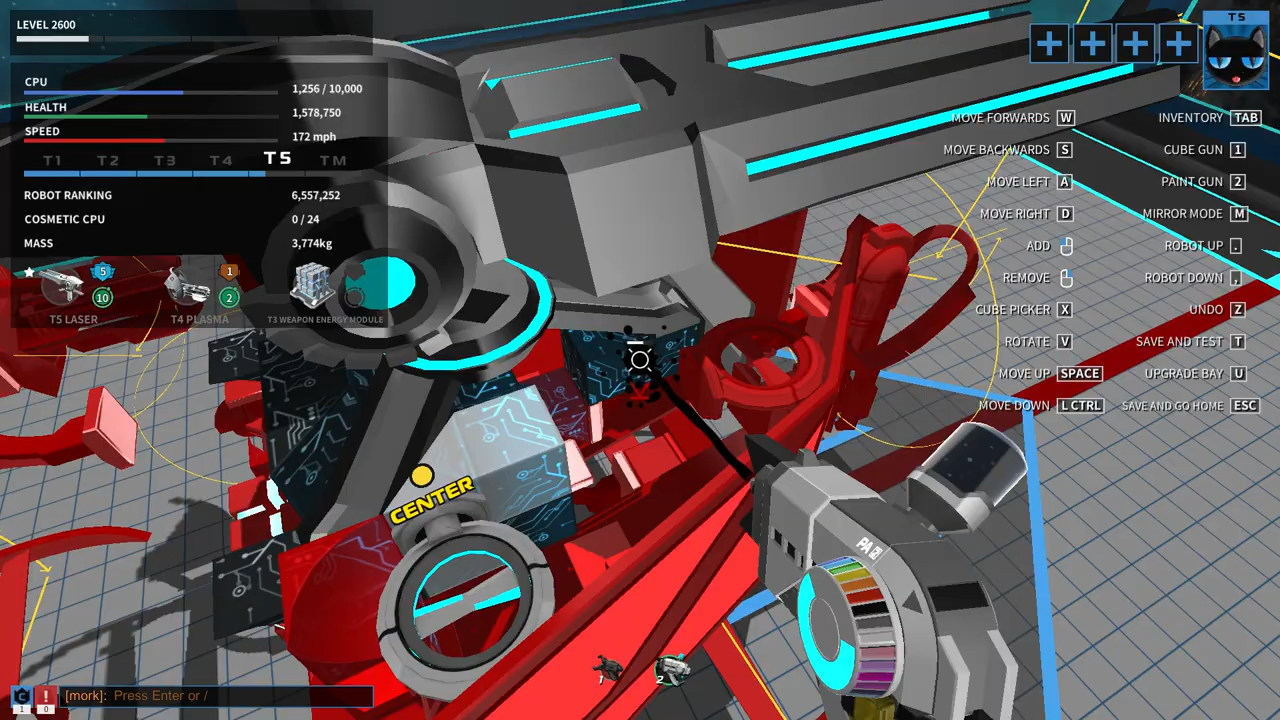 LEVEL 2600
CPU 1,256 / 10,000
HEALTH 1,578,750
SPEED 172 mph
T1 T2 T3 T4 T5 TM
ROBOT RANKING 6,557,252
COSMETIC CPU 0 / 24
MASS 3,774kg
5 1
10 2
T5 LASER T4 PLASMA T3 WEAPON ENERGY MODULE
T5
MOVE FORWARDS W INVENTORY TAB
MOVE BACKWARDS S CUBE GUN 1
MOVE LEFT A PAINT GUN 2
MOVE RIGHT D MIRROR MODE M
ADD ROBOT UP .
REMOVE ROBOT DOWN ,
CUBE PICKER X UNDO Z
ROTATE V SAVE AND TEST T
MOVE UP SPACE UPGRADE BAY U
MOVE DOWN L CTRL SAVE AND GO HOME ESC
CENTER
1 2
[mork]: Press Enter or /
1 0